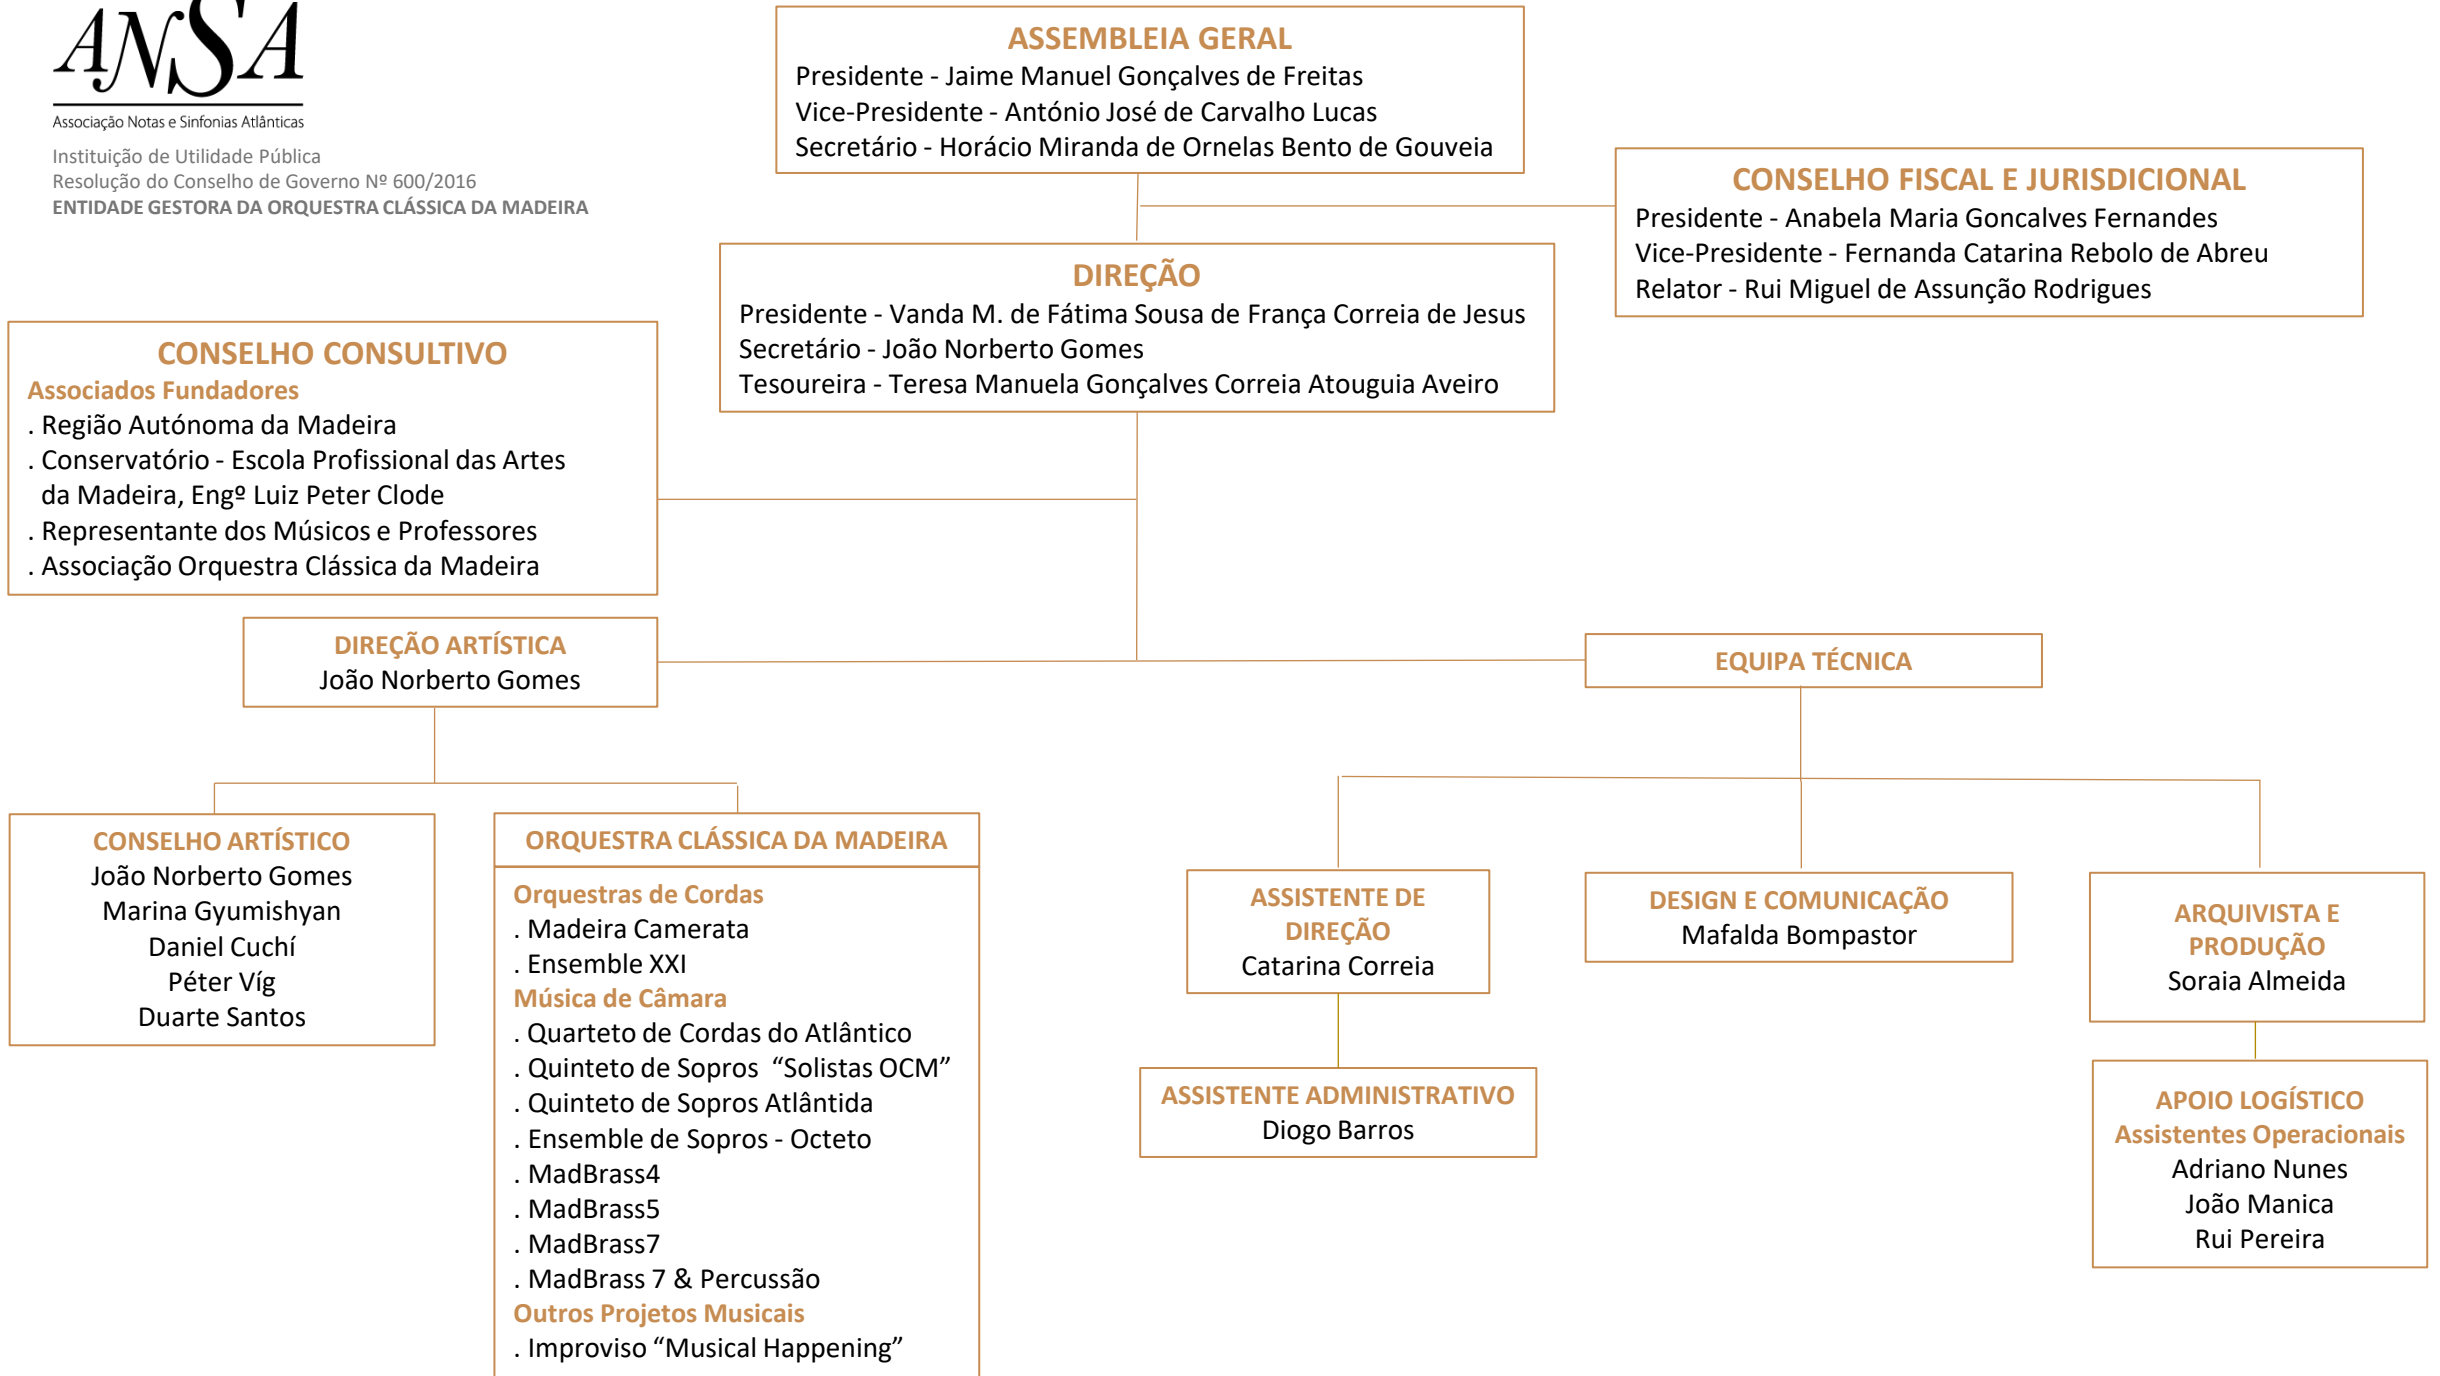 ANSA
Associação Notas e Sinfonias Atlânticas
Instituição de Utilidade Pública
Resolução do Conselho de Governo Nº 600/2016
ENTIDADE GESTORA DA ORQUESTRA CLÁSSICA DA MADEIRA
ASSEMBLEIA GERAL
Presidente - Jaime Manuel Gonçalves de Freitas
Vice-Presidente - António José de Carvalho Lucas
Secretário - Horácio Miranda de Ornelas Bento de Gouveia
CONSELHO FISCAL E JURISDICIONAL
Presidente - Anabela Maria Goncalves Fernandes
Vice-Presidente - Fernanda Catarina Rebolo de Abreu
Relator - Rui Miguel de Assunção Rodrigues
DIREÇÃO
Presidente - Vanda M. de Fátima Sousa de França Correia de Jesus
Secretário - João Norberto Gomes
Tesoureira - Teresa Manuela Gonçalves Correia Atouguia Aveiro
CONSELHO CONSULTIVO
Associados Fundadores
. Região Autónoma da Madeira
. Conservatório - Escola Profissional das Artes
da Madeira, Engº Luiz Peter Clode
. Representante dos Músicos e Professores
. Associação Orquestra Clássica da Madeira
DIREÇÃO ARTÍSTICA
João Norberto Gomes
EQUIPA TÉCNICA
CONSELHO ARTÍSTICO
João Norberto Gomes
Marina Gyumishyan
Daniel Cuchí
Péter Víg
Duarte Santos
ORQUESTRA CLÁSSICA DA MADEIRA
Orquestras de Cordas
. Madeira Camerata
. Ensemble XXI
Música de Câmara
. Quarteto de Cordas do Atlântico
. Quinteto de Sopros “Solistas OCM”
. Quinteto de Sopros Atlântida
. Ensemble de Sopros - Octeto
. MadBrass4
. MadBrass5
. MadBrass7
. MadBrass 7 & Percussão
Outros Projetos Musicais
. Improviso “Musical Happening”
ASSISTENTE DE
DIREÇÃO
Catarina Correia
ASSISTENTE ADMINISTRATIVO
Diogo Barros
DESIGN E COMUNICAÇÃO
Mafalda Bompastor
ARQUIVISTA E
PRODUÇÃO
Soraia Almeida
APOIO LOGÍSTICO
Assistentes Operacionais
Adriano Nunes
João Manica
Rui Pereira